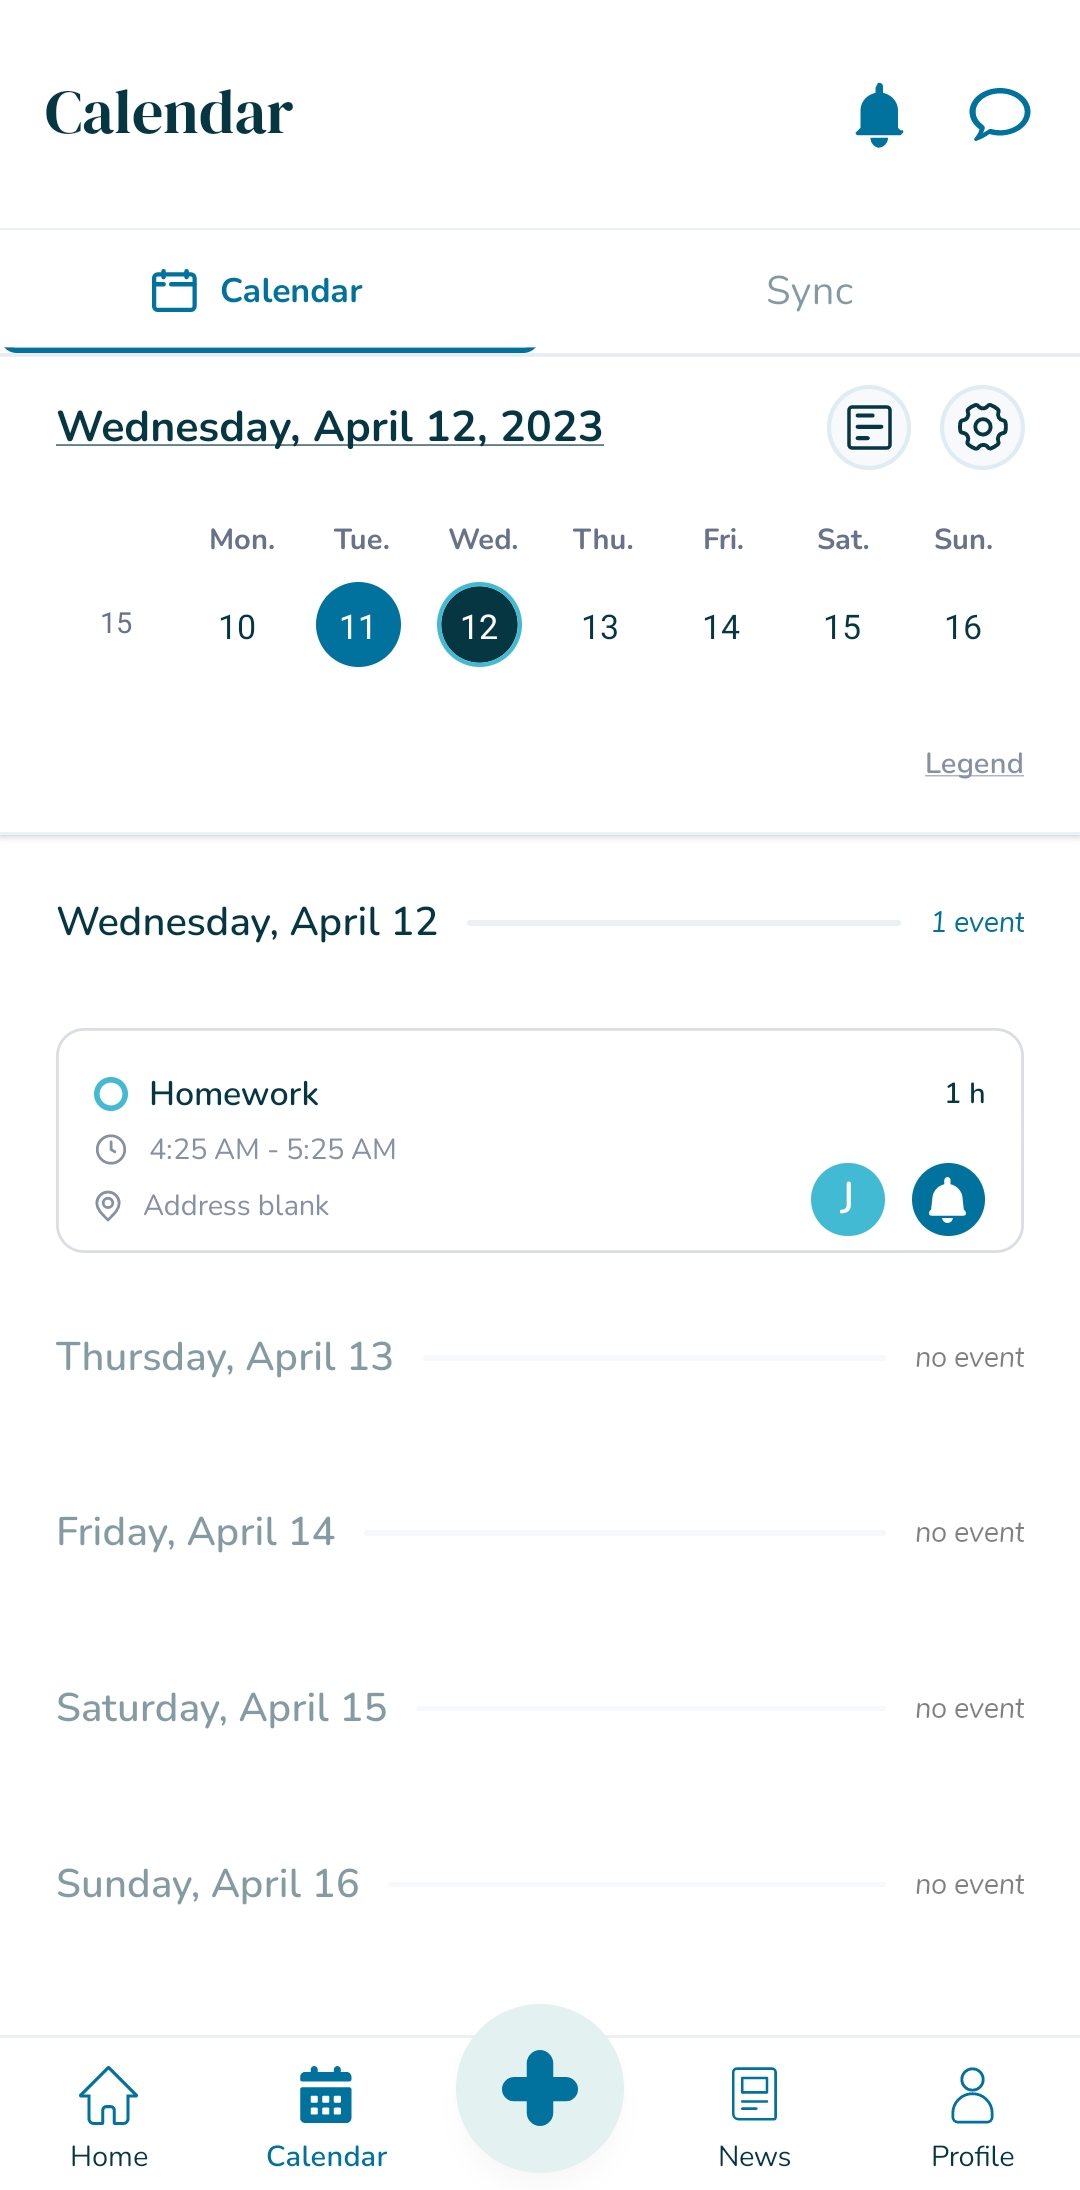 Calendar
Calendar
Sync
Wednesday, April 12, 2023
Mon. Tue. Wed. Thu. Fri. Sat. Sun.
15 10 11 12 13 14 15 16
Legend
Wednesday, April 12 1 event
Homework 1 h
4:25 AM - 5:25 AM
Address blank
J
Thursday, April 13 no event
Friday, April 14 no event
Saturday, April 15 no event
Sunday, April 16 no event
Home Calendar News Profile